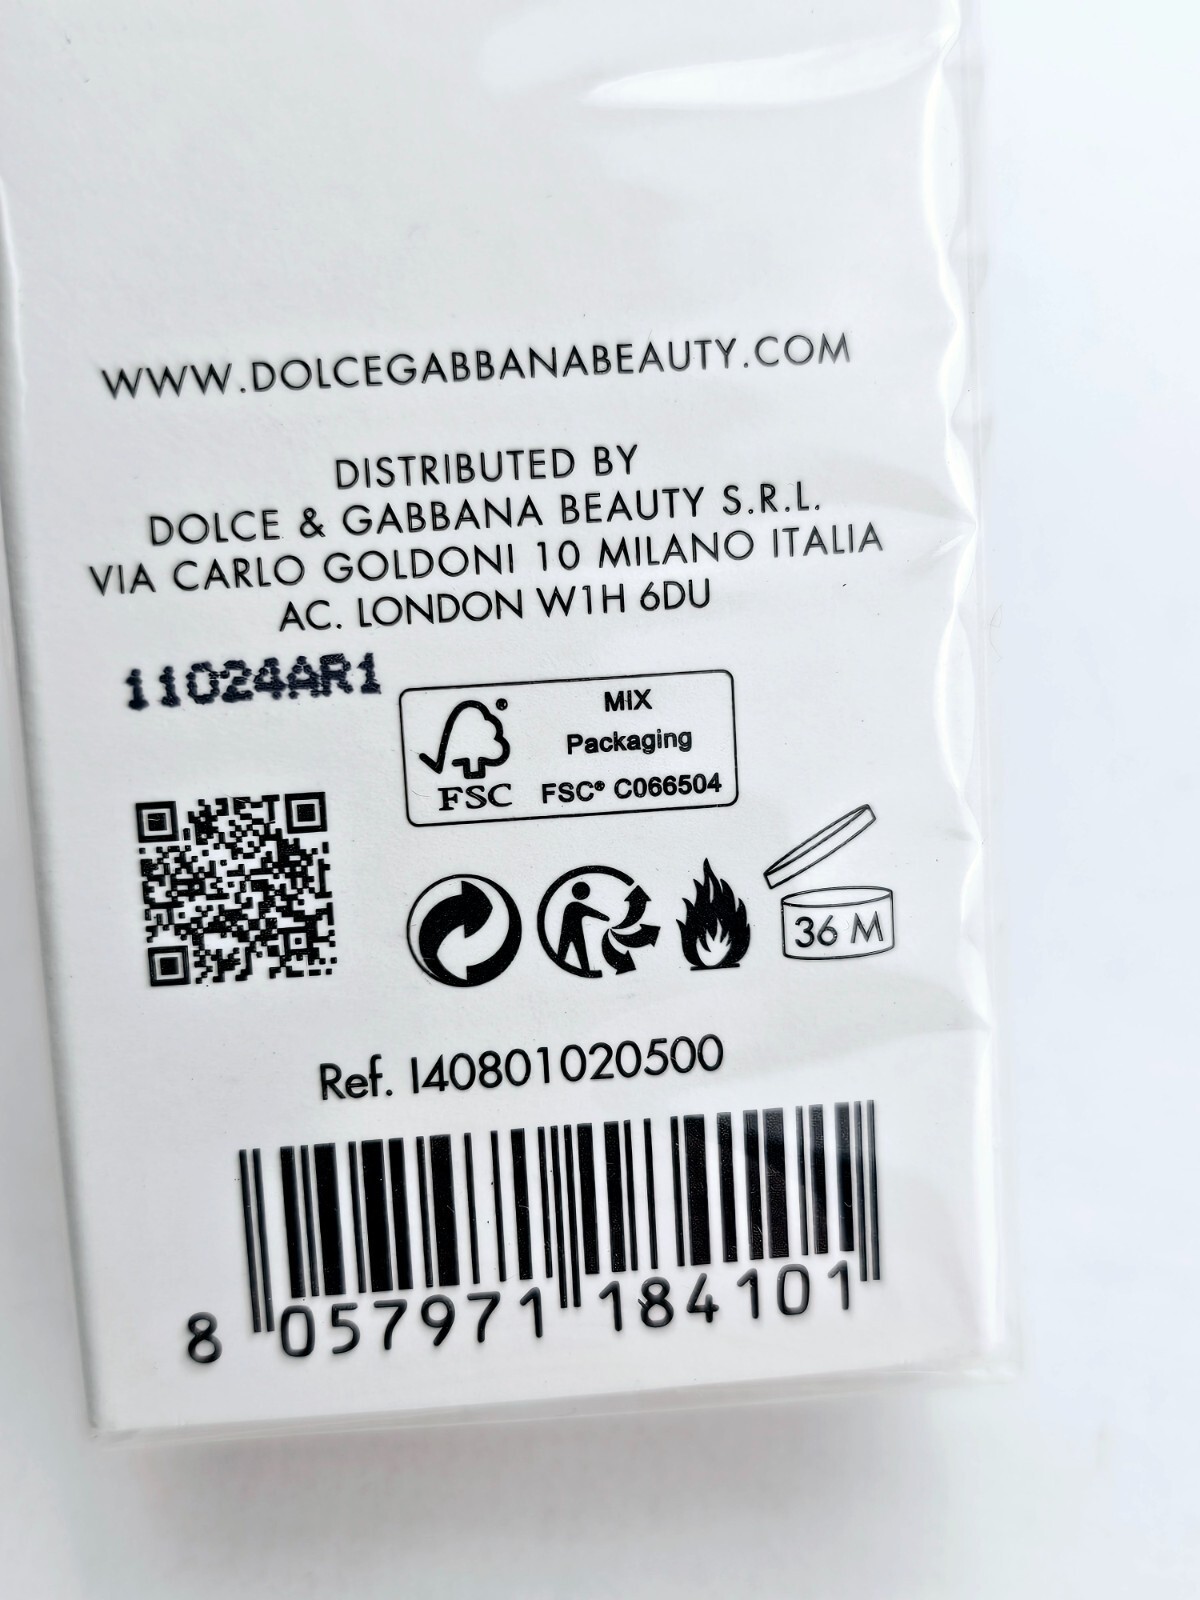 WWW.DOLCEGABBANABEAUTY.COM
DISTRIBUTED BY
DOLCE & GABBANA BEAUTY S.R.L.
VIA CARLO GOLDONI 10 MILANO ITALIA
AC. LONDON W1H 6DU
11024AR1
MIX
Packaging
FSC® C066504
FSC
36 M
Ref. I40801020500
8 057971 184101